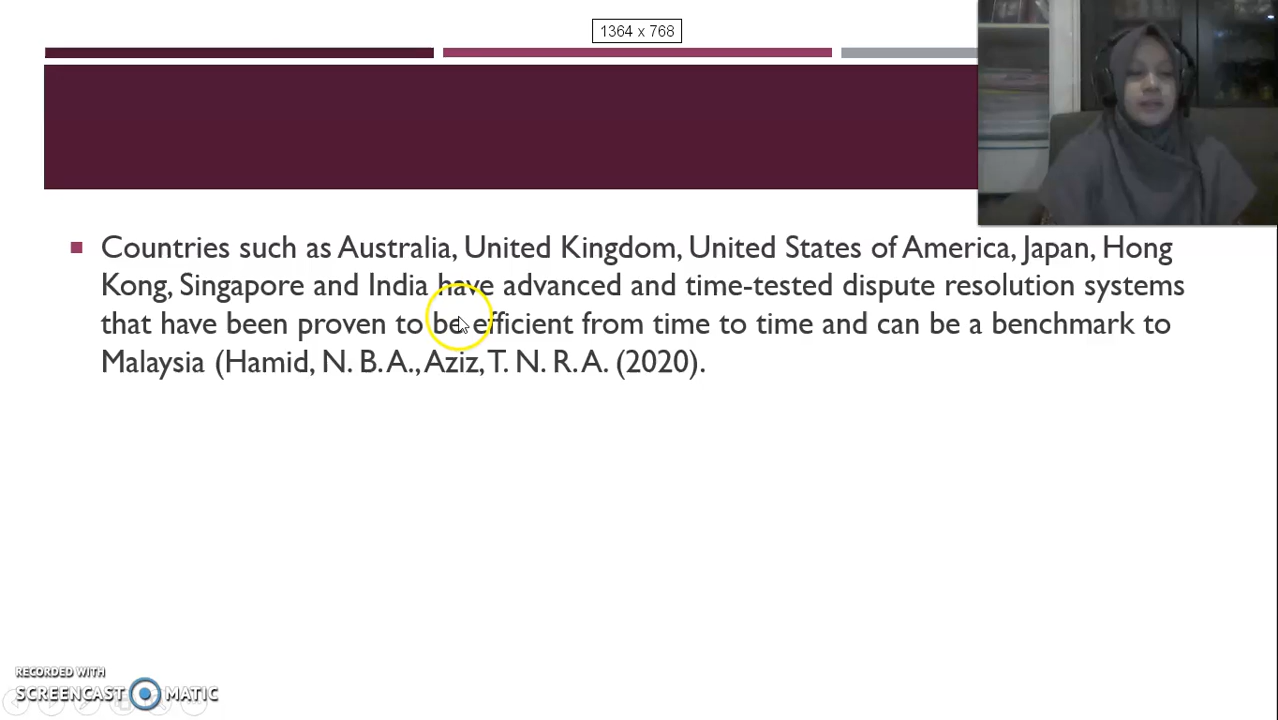 1364 x 768
Countries such as Australia, United Kingdom, United States of America, Japan, Hong
Kong, Singapore and India have advanced and time-tested dispute resolution systems
that have been proven to be efficient from time to time and can be a benchmark to
Malaysia (Hamid, N. B. A., Aziz, T. N. R. A. (2020).
RECORDED WITH
SCREENCAST MATIC